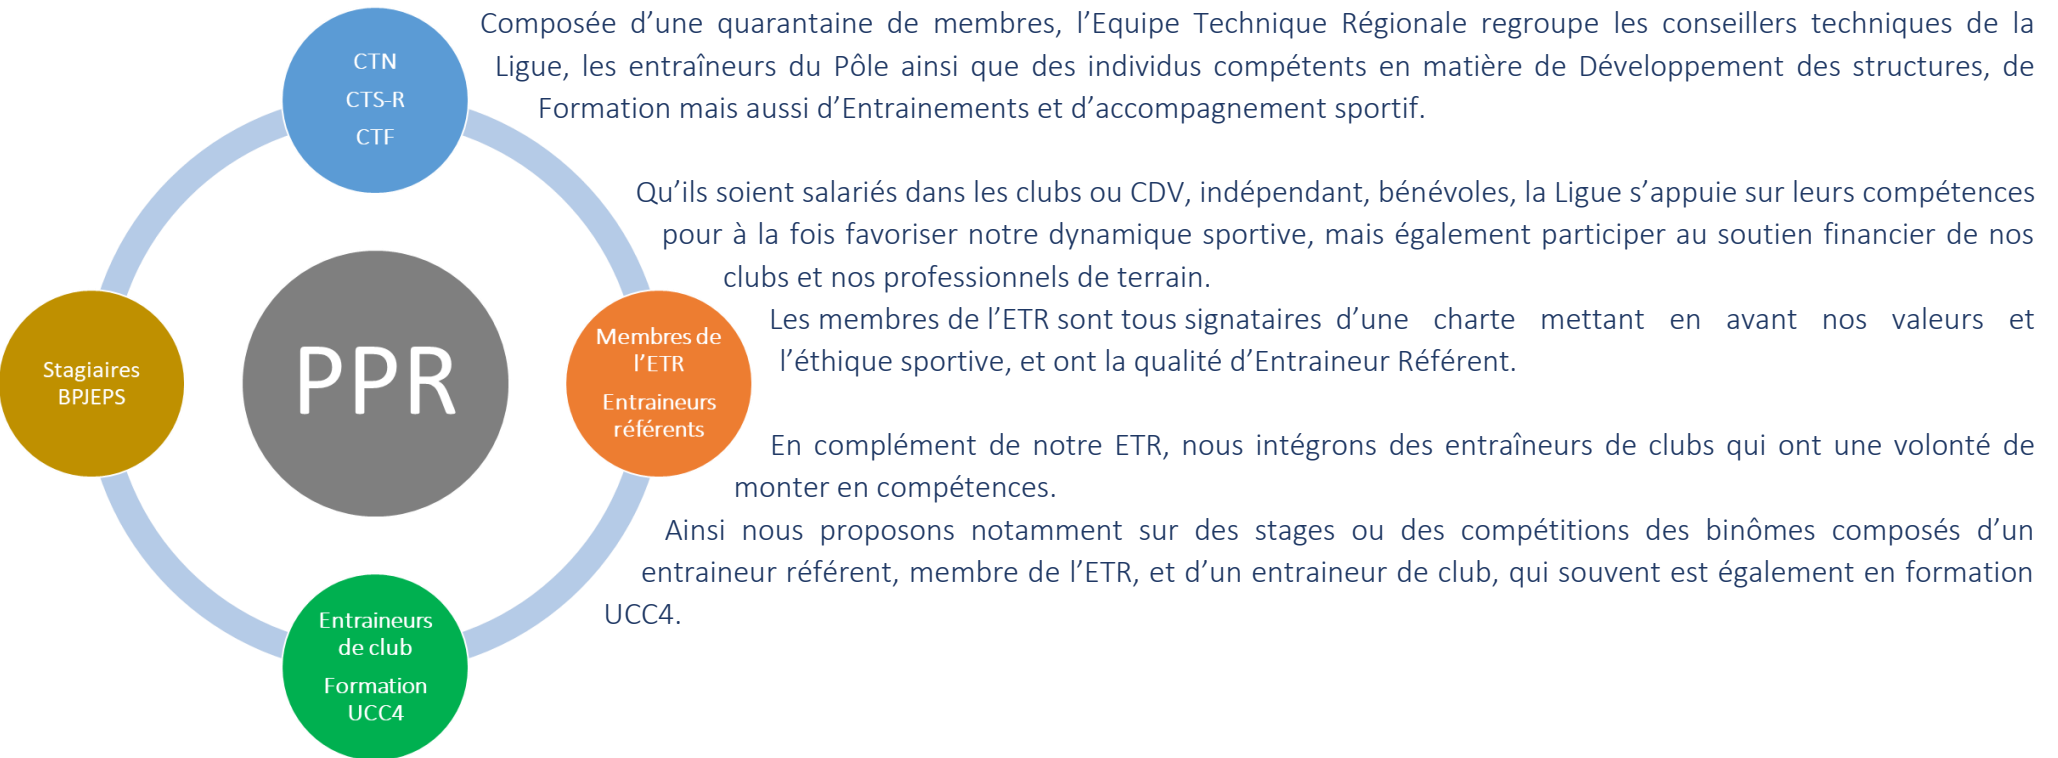 CTN
CTS-R
CTF
Stagiaires
BPJEPS
PPR
Membres de
l’ETR
Entraineurs
référents
Entraineurs
de club
Formation
UCC4
Composée d’une quarantaine de membres, l’Equipe Technique Régionale regroupe les conseillers techniques de la
Ligue, les entraîneurs du Pôle ainsi que des individus compétents en matière de Développement des structures, de
Formation mais aussi d’Entrainements et d’accompagnement sportif.
Qu’ils soient salariés dans les clubs ou CDV, indépendant, bénévoles, la Ligue s’appuie sur leurs compétences
pour à la fois favoriser notre dynamique sportive, mais également participer au soutien financier de nos
clubs et nos professionnels de terrain.
Les membres de l’ETR sont tous signataires d’une charte mettant en avant nos valeurs et
l’éthique sportive, et ont la qualité d’Entraineur Référent.
En complément de notre ETR, nous intégrons des entraîneurs de clubs qui ont une volonté de
monter en compétences.
Ainsi nous proposons notamment sur des stages ou des compétitions des binômes composés d’un
entraineur référent, membre de l’ETR, et d’un entraineur de club, qui souvent est également en formation
UCC4.